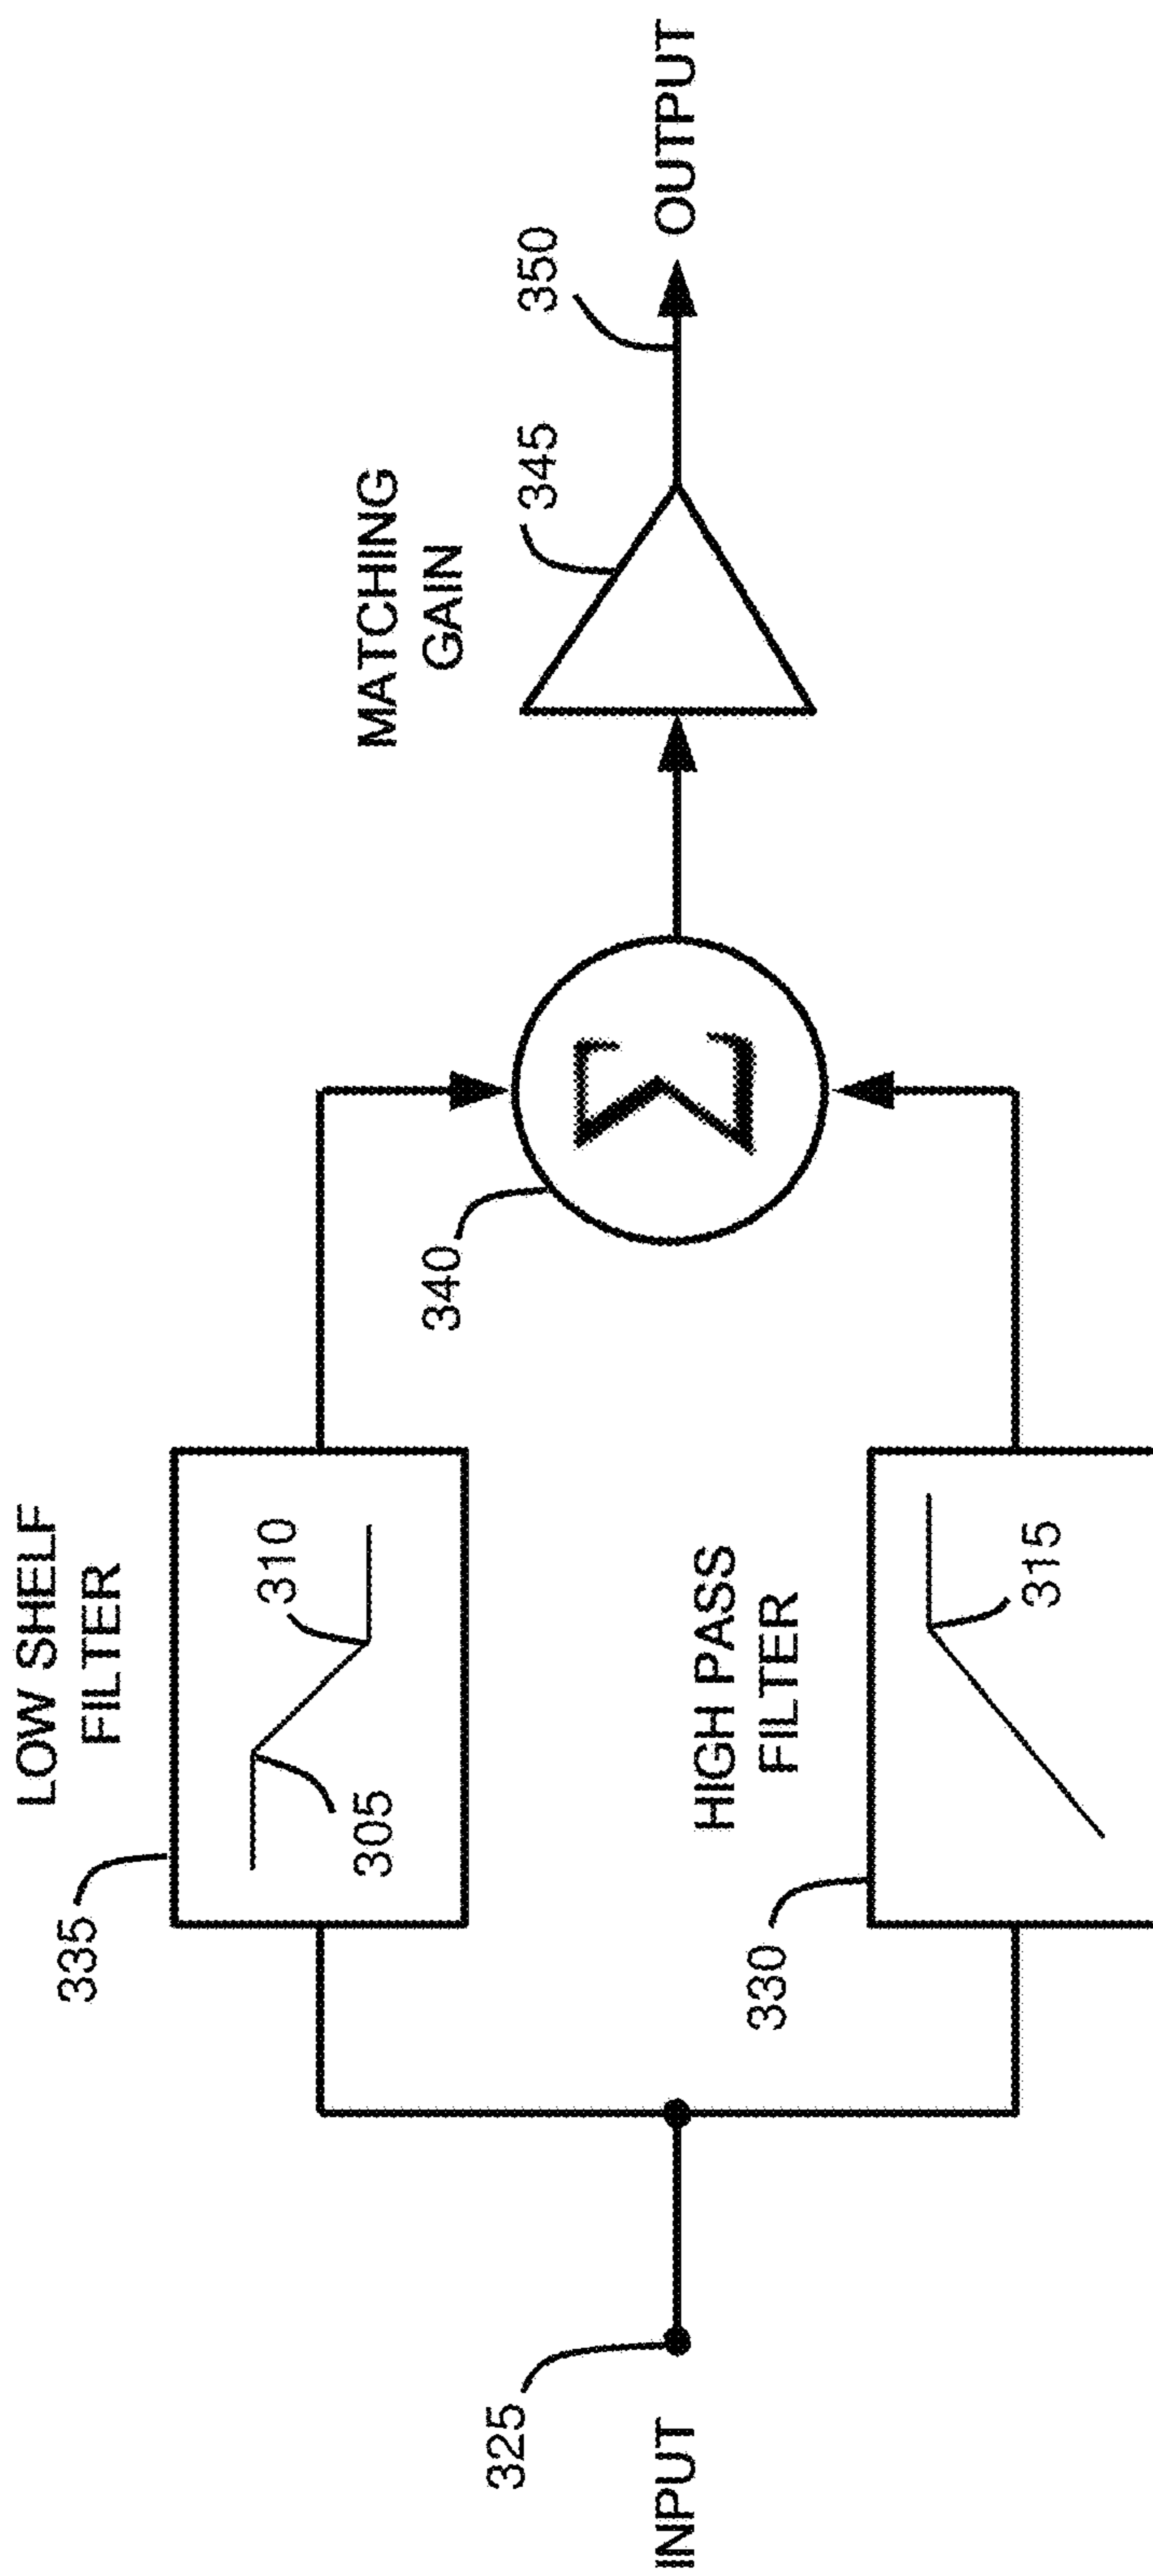 LOW SHELF
FILTER
335
305
310
MATCHING
GAIN
340
345
350
325
INPUT
Σ
OUTPUT
HIGH PASS
FILTER
330
315